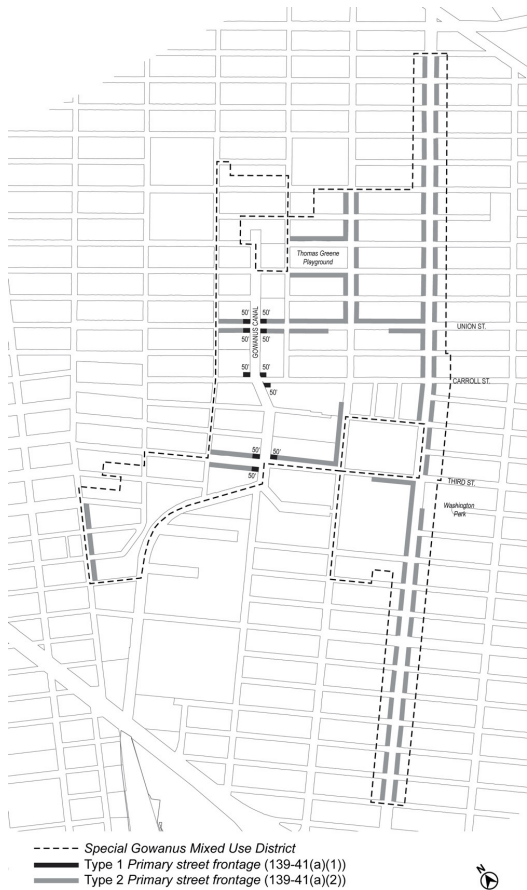 Thomas Greene
Playground
50' 50'
UNION ST.
50' 50'
GOWANUS CANAL
50' 50'
CARROLL ST.
50'
50' 50'
THIRD ST.
50'
Washington
Park
Special Gowanus Mixed Use District
Type 1 Primary street frontage (139-41(a)(1))
Type 2 Primary street frontage (139-41(a)(2))